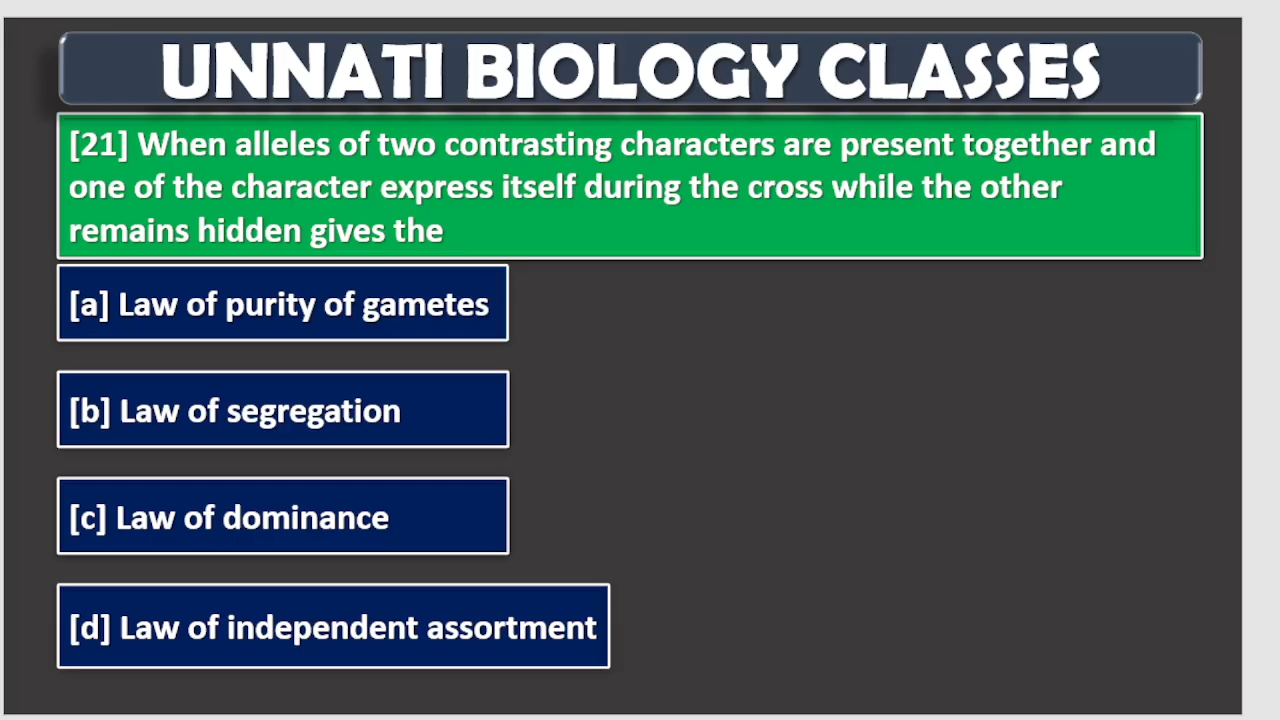 UNNATI BIOLOGY CLASSES
[21] When alleles of two contrasting characters are present together and
one of the character express itself during the cross while the other
remains hidden gives the
[a] Law of purity of gametes
[b] Law of segregation
[c] Law of dominance
[d] Law of independent assortment